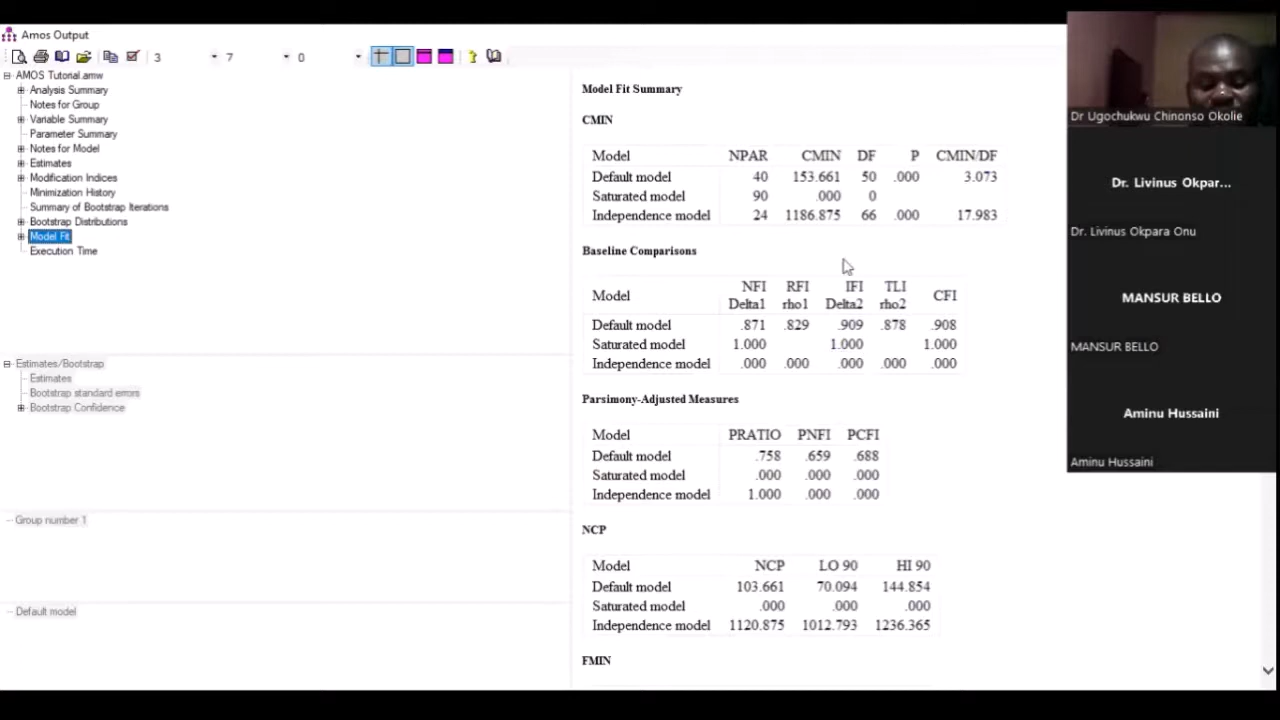 Amos Output
3 7 0
AMOS Tutorial.amw
Analysis Summary
Notes for Group
Variable Summary
Parameter Summary
Notes for Model
Estimates
Modification Indices
Minimization History
Summary of Bootstrap Iterations
Bootstrap Distributions
Model Fit
Execution Time
Estimates/Bootstrap
Estimates
Bootstrap standard errors
Bootstrap Confidence
Group number 1
Default model
Model Fit Summary
CMIN
Model NPAR CMIN DF P CMIN/DF
Default model 40 153.661 50 .000 3.073
Saturated model 90 .000 0
Independence model 24 1186.875 66 .000 17.983
Baseline Comparisons
Model NFI Delta1 RFI rho1 IFI Delta2 TLI rho2 CFI
Default model .871 .829 .909 .878 .908
Saturated model 1.000 1.000 1.000
Independence model .000 .000 .000 .000 .000
Parsimony-Adjusted Measures
Model PRATIO PNFI PCFI
Default model .758 .659 .688
Saturated model .000 .000 .000
Independence model 1.000 .000 .000
NCP
Model NCP LO 90 HI 90
Default model 103.661 70.094 144.854
Saturated model .000 .000 .000
Independence model 1120.875 1012.793 1236.365
FMIN
Dr Ugochukwu Chinonso Okolie
Dr. Livinus Okpar...
Dr. Livinus Okpara Onu
MANSUR BELLO
MANSUR BELLO
Aminu Hussaini
Aminu Hussaini